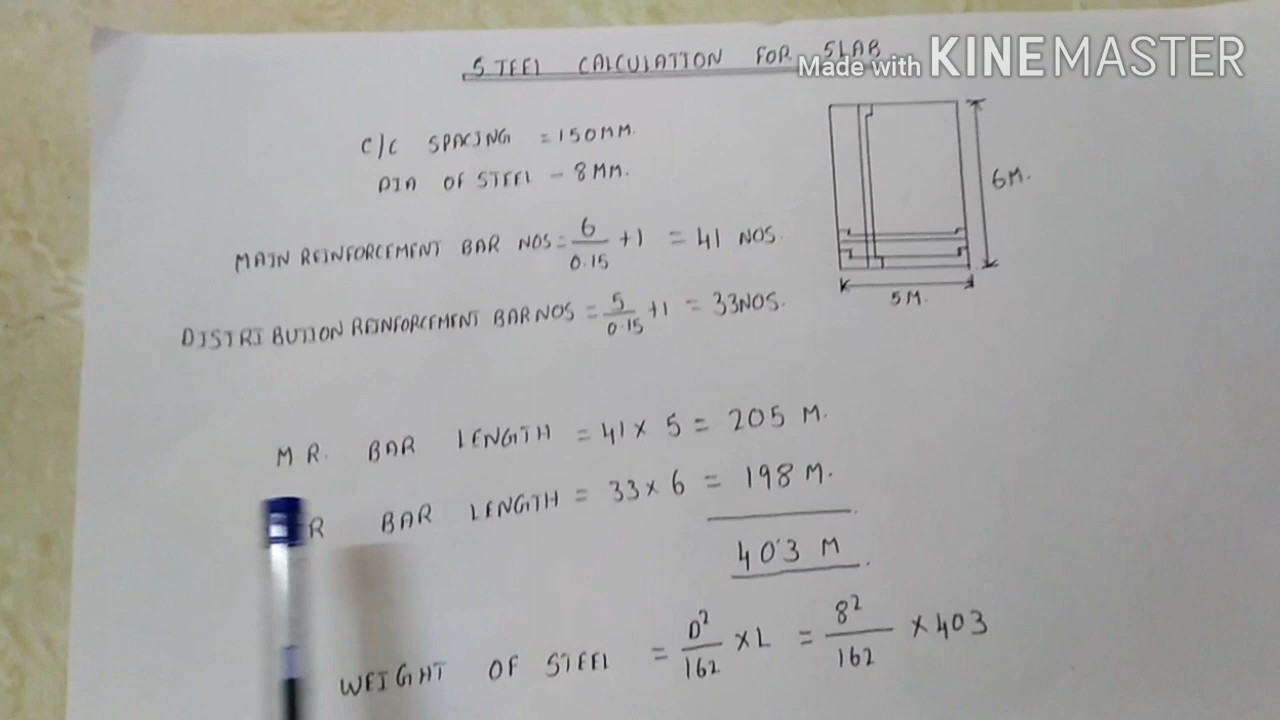 STEEL CALCULATION FOR SLAB
Made with KINEMASTER
C/C SPACING = 150MM.
DIA OF STEEL - 8MM.
6M.
MAIN REINFORCEMENT BAR NOS = 6/0.15 + 1 = 41 NOS.
5M.
DISTRIBUTION REINFORCEMENT BAR NOS = 5/0.15 + 1 = 33NOS.
MR. BAR LENGTH = 41 x 5 = 205 M.
R BAR LENGTH = 33 x 6 = 198 M.
403 M.
WEIGHT OF STEEL = D²/162 x L = 8²/162 x 403